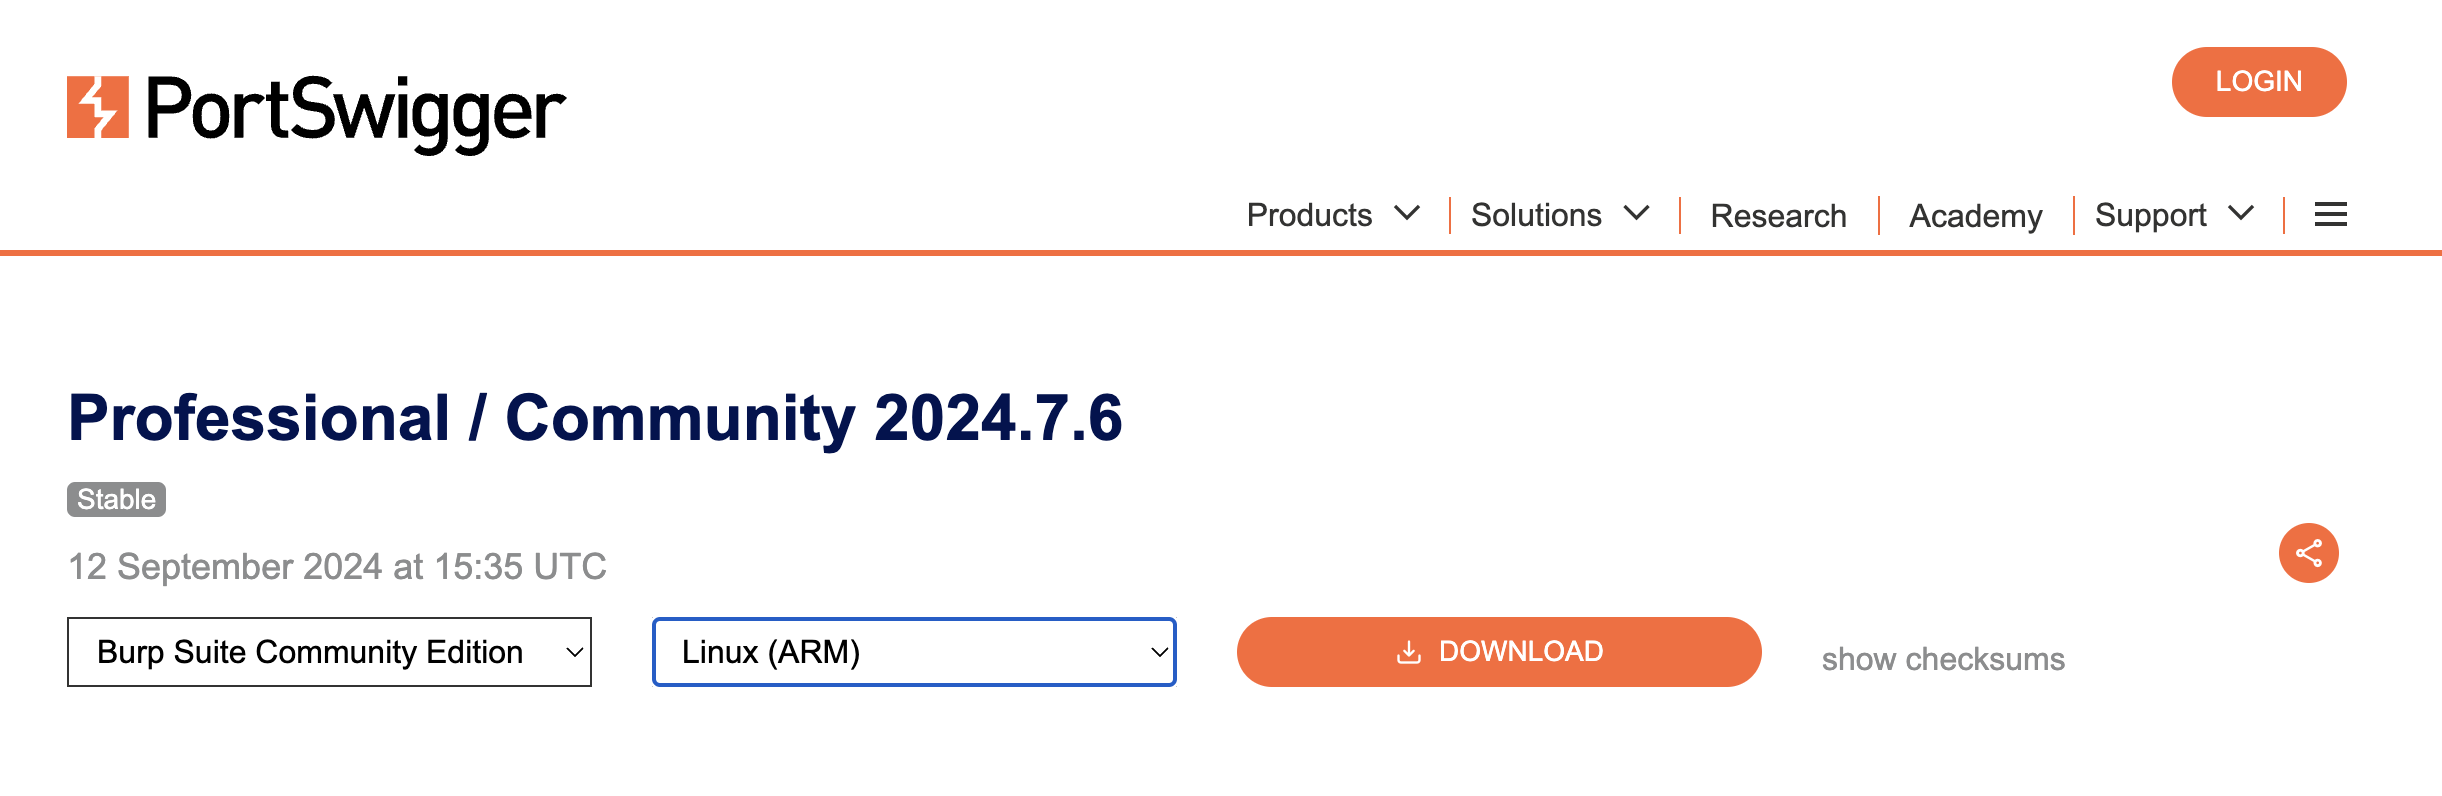 LOGIN
PortSwigger
Products Solutions Research Academy Support
Professional / Community 2024.7.6
Stable
12 September 2024 at 15:35 UTC
Burp Suite Community Edition Linux (ARM) DOWNLOAD show checksums